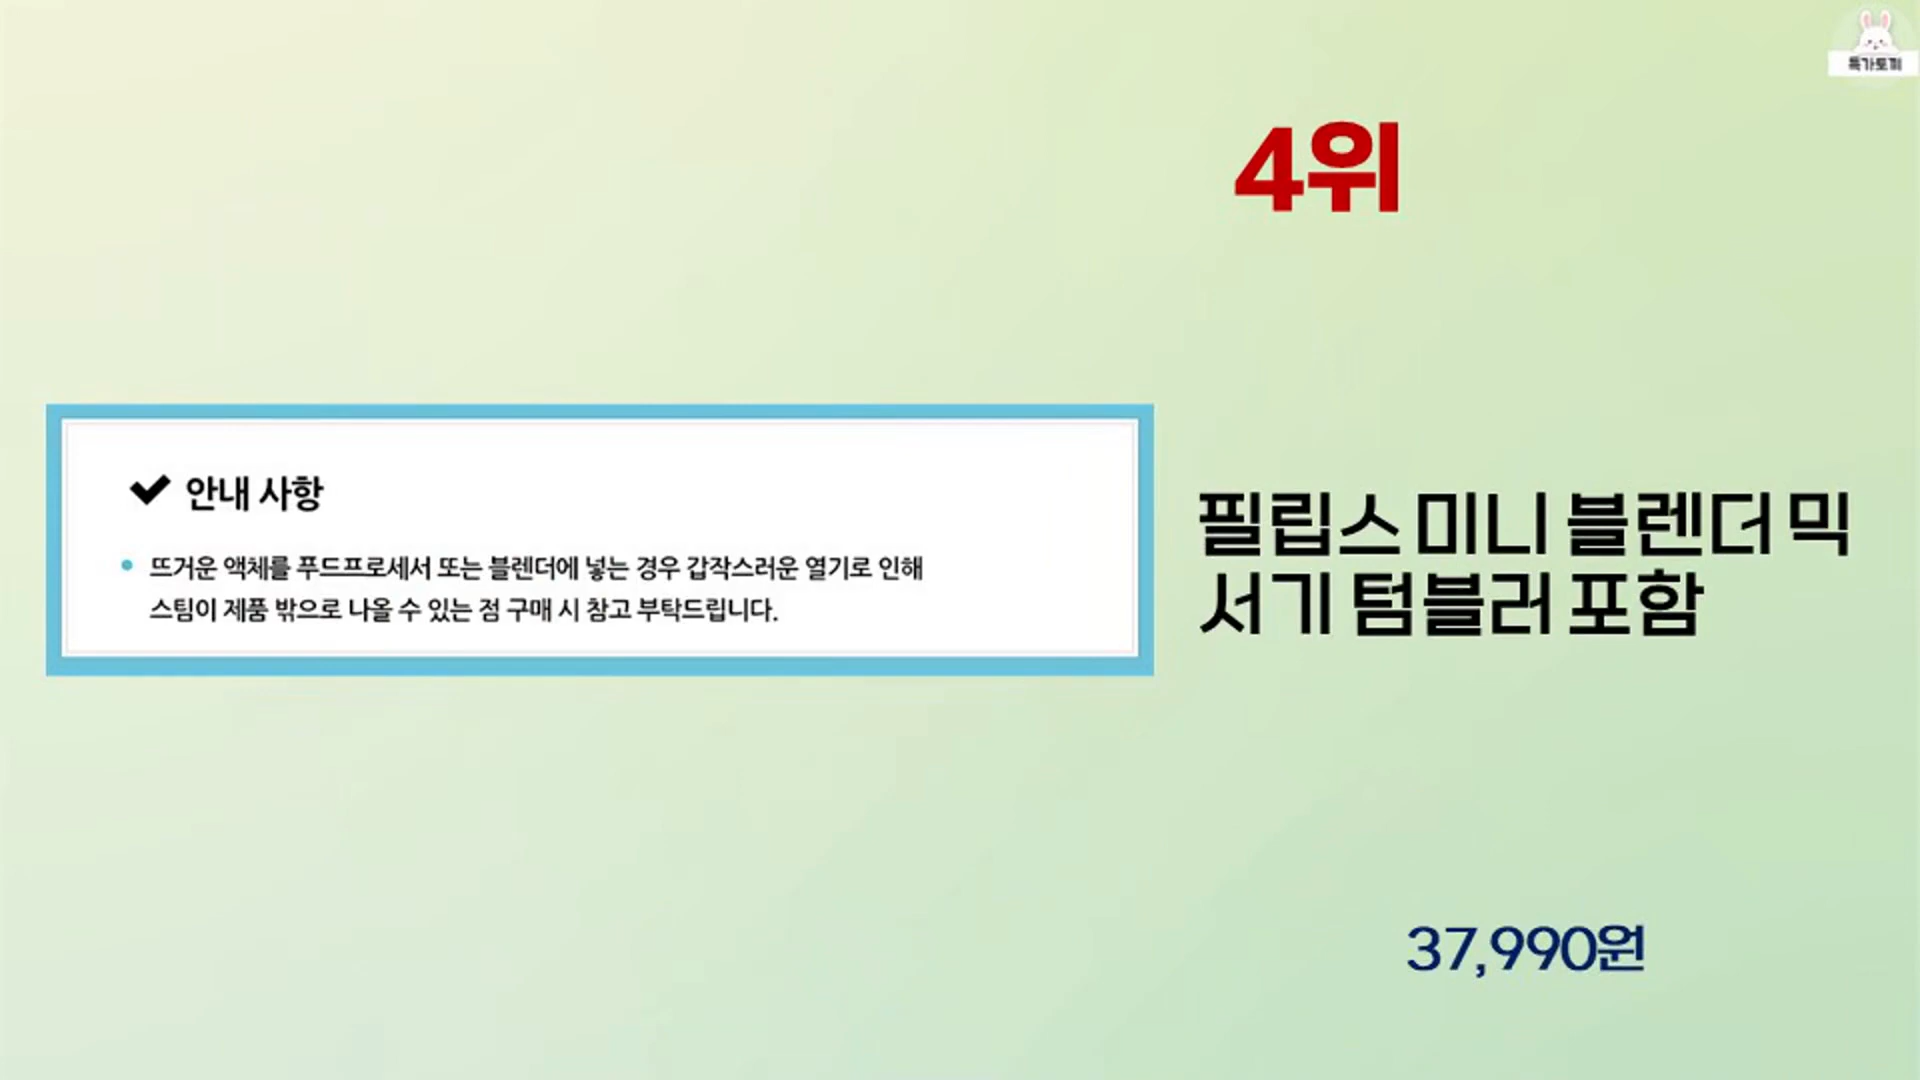 특가토끼
4위
안내 사항
뜨거운 액체를 푸드프로세서 또는 블렌더에 넣는 경우 갑작스러운 열기로 인해
스팀이 제품 밖으로 나올 수 있는 점 구매 시 참고 부탁드립니다.
필립스 미니 블렌더 믹
서기 텀블러 포함
37,990원